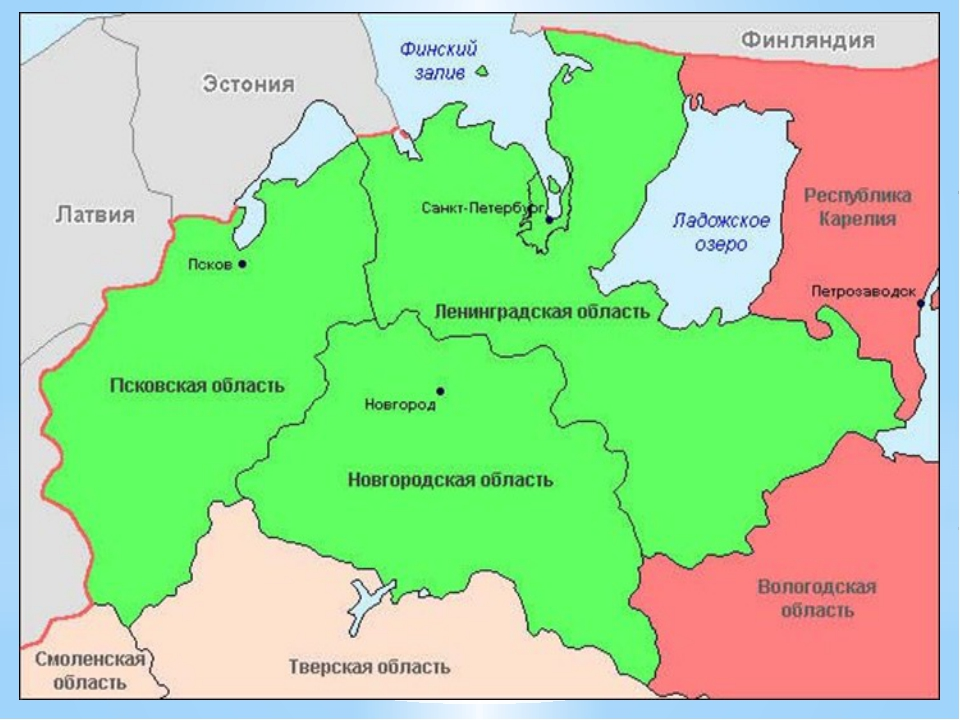 Финляндия
Финский
залив
Эстония
Республика
Карелия
Латвия
Санкт-Петербург
Ладожское
озеро
Псков
Петрозаводск
Ленинградская область
Псковская область
Новгород
Новгородская область
Вологодская
область
Смоленская
область
Тверская область